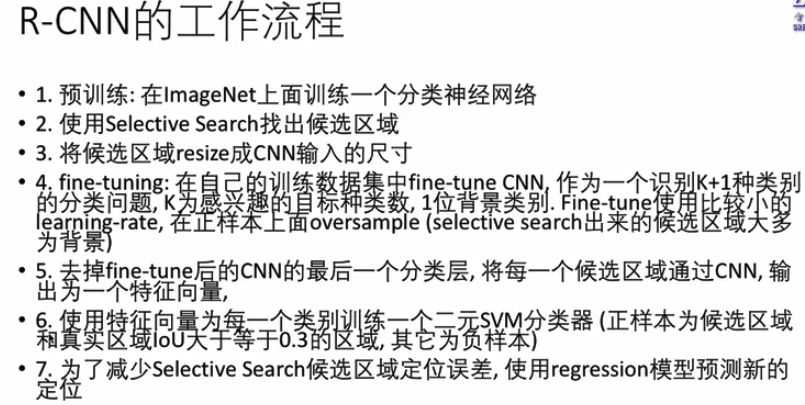 R-CNN的工作流程
• 1. 预训练: 在ImageNet上面训练一个分类神经网络
• 2. 使用Selective Search找出候选区域
• 3. 将候选区域resize成CNN输入的尺寸
• 4. fine-tuning: 在自己的训练数据集中fine-tune CNN, 作为一个识别K+1种类别
的分类问题, K为感兴趣的目标种类数, 1位背景类别. Fine-tune使用比较小的
learning-rate, 在正样本上面oversample (selective search出来的候选区域大多
为背景)
• 5. 去掉fine-tune后的CNN的最后一个分类层, 将每一个候选区域通过CNN, 输
出为一个特征向量,
• 6. 使用特征向量为每一个类别训练一个二元SVM分类器 (正样本为候选区域
和真实区域IoU大于等于0.3的区域, 其它为负样本)
• 7. 为了减少Selective Search候选区域定位误差, 使用regression模型预测新的
定位